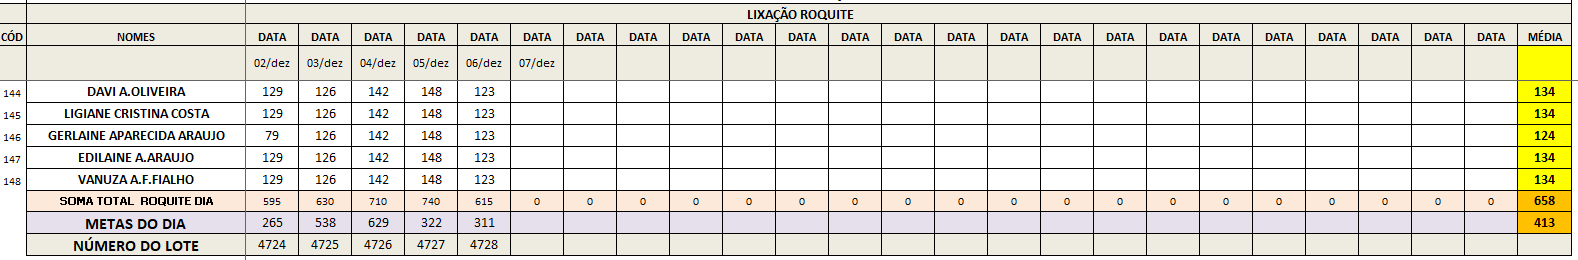 LIXAÇÃO ROQUITE
CÓD NOMES DATA DATA DATA DATA DATA DATA DATA DATA DATA DATA DATA DATA DATA DATA DATA DATA DATA DATA DATA DATA DATA DATA DATA DATA MÉDIA
02/dez 03/dez 04/dez 05/dez 06/dez 07/dez
144 DAVI A.OLIVEIRA 129 126 142 148 123 134
145 LIGIANE CRISTINA COSTA 129 126 142 148 123 134
146 GERLAINE APARECIDA ARAUJO 79 126 142 148 123 124
147 EDILAINE A.ARAUJO 129 126 142 148 123 134
148 VANUZA A.F.FIALHO 129 126 142 148 123 134
SOMA TOTAL ROQUITE DIA 595 630 710 740 615 0 0 0 0 0 0 0 0 0 0 0 0 0 0 0 0 0 0 0 658
METAS DO DIA 265 538 629 322 311 413
NÚMERO DO LOTE 4724 4725 4726 4727 4728